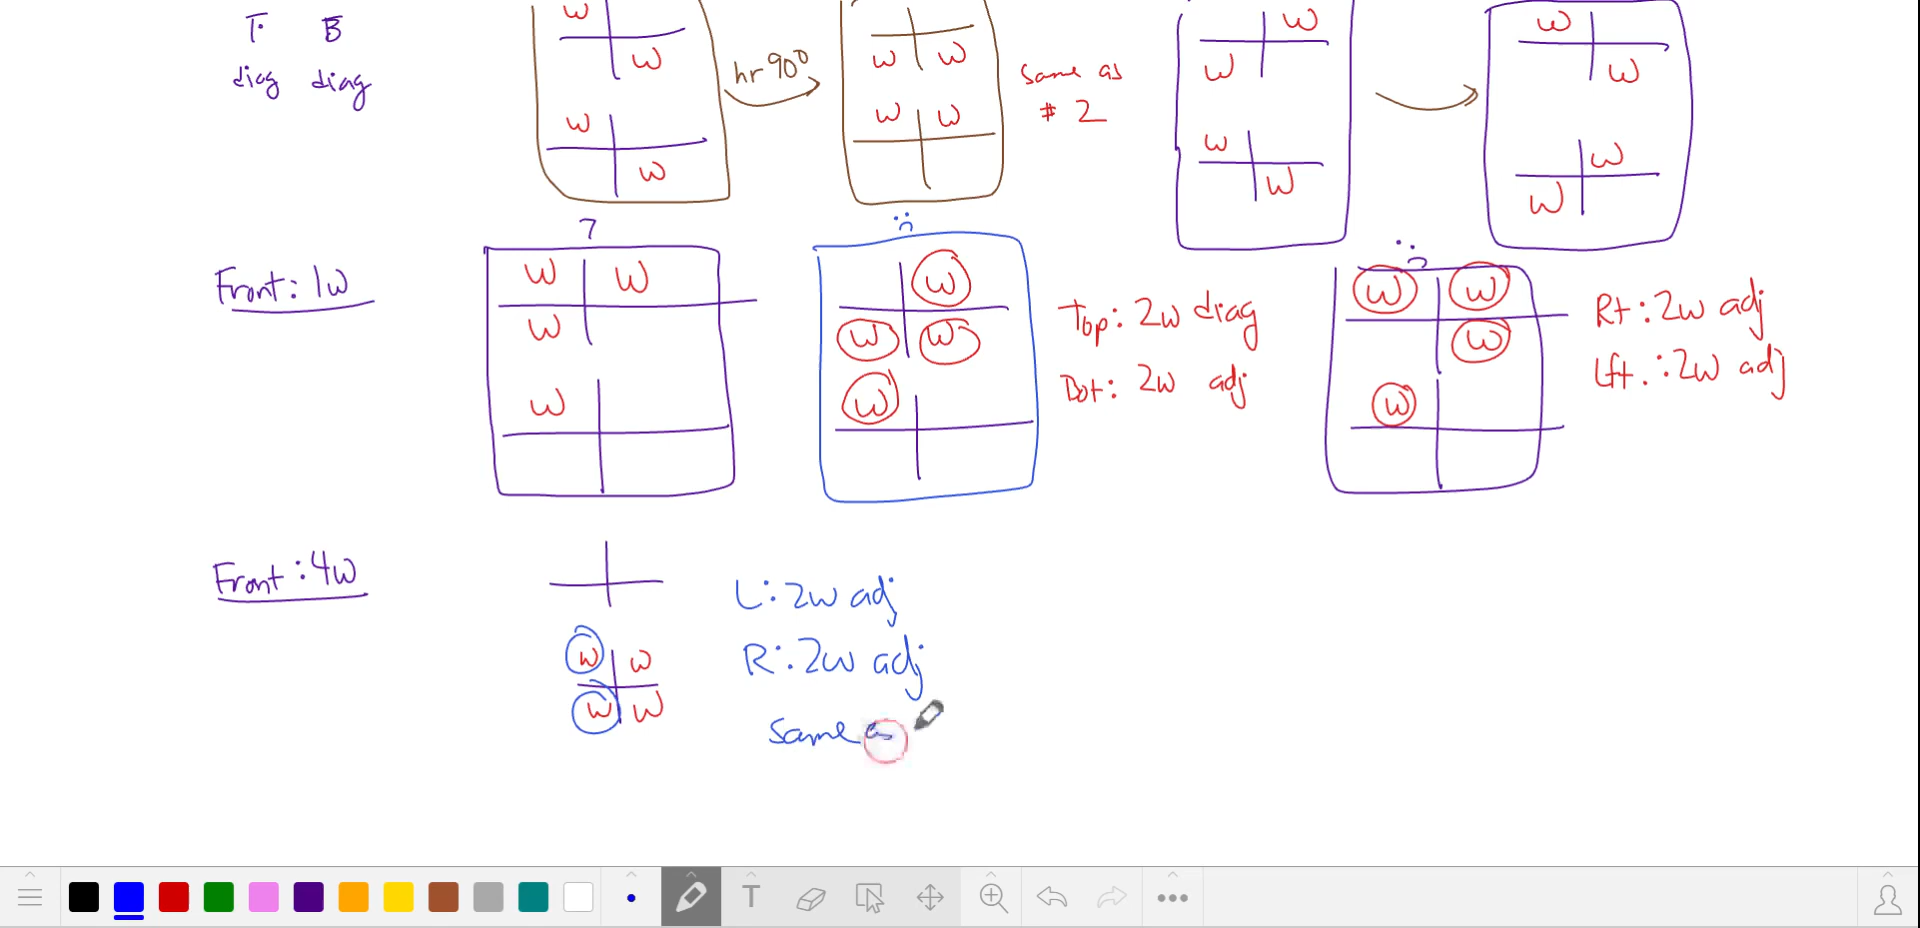 T. B
diag diag
W
W
W
W
hr 90°
W W
W W
Same as
# 2
W
W
W
W
W
W
W
W
Front: 1W
7
W W
W
W
W
W W
W
Top: 2W diag
Bot: 2W adj
W W
W
W
Rt: 2W adj
Lft.: 2W adj
Front: 4W
W W
W W
L: 2W adj
R: 2W adj
Same
T